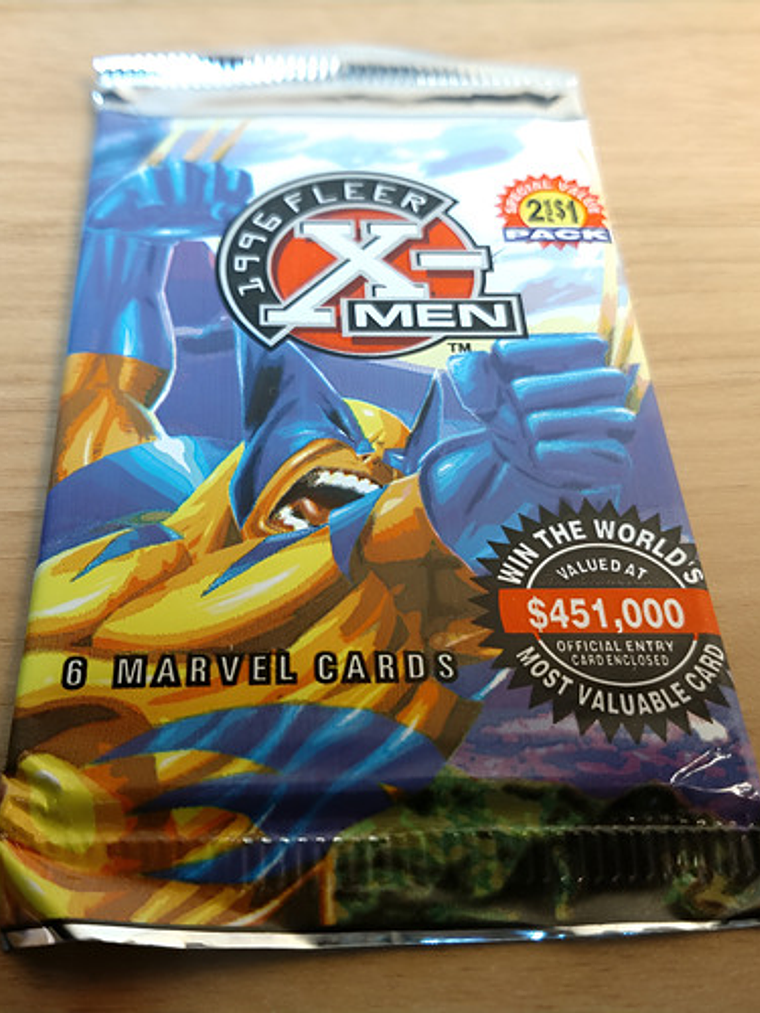 1996 FLEER
X-
MEN
TM
SPECIAL VALUE
2 FOR $1
PACK
WIN THE WORLD'S
VALUED AT
$451,000
OFFICIAL ENTRY
CARD ENCLOSED
MOST VALUABLE CARD
6 MARVEL CARDS